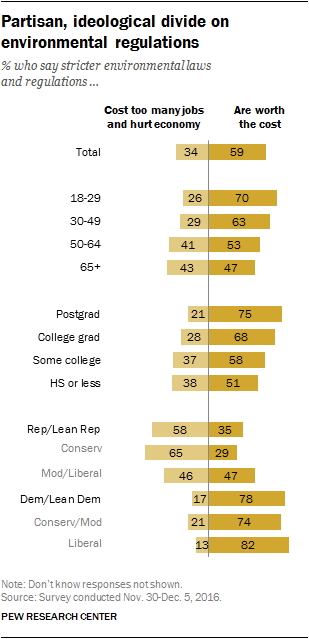 Partisan, ideological divide on
environmental regulations
% who say stricter environmental laws
and regulations ...
Cost too many jobs
and hurt economy
Are worth
the cost
Total 34 59
18-29 26 70
30-49 29 63
50-64 41 53
65+ 43 47
Postgrad 21 75
College grad 28 68
Some college 37 58
HS or less 38 51
Rep/Lean Rep 58 35
Conserv 65 29
Mod/Liberal 46 47
Dem/Lean Dem 17 78
Conserv/Mod 21 74
Liberal 13 82
Note: Don't know responses not shown.
Source: Survey conducted Nov. 30-Dec. 5, 2016.
PEW RESEARCH CENTER